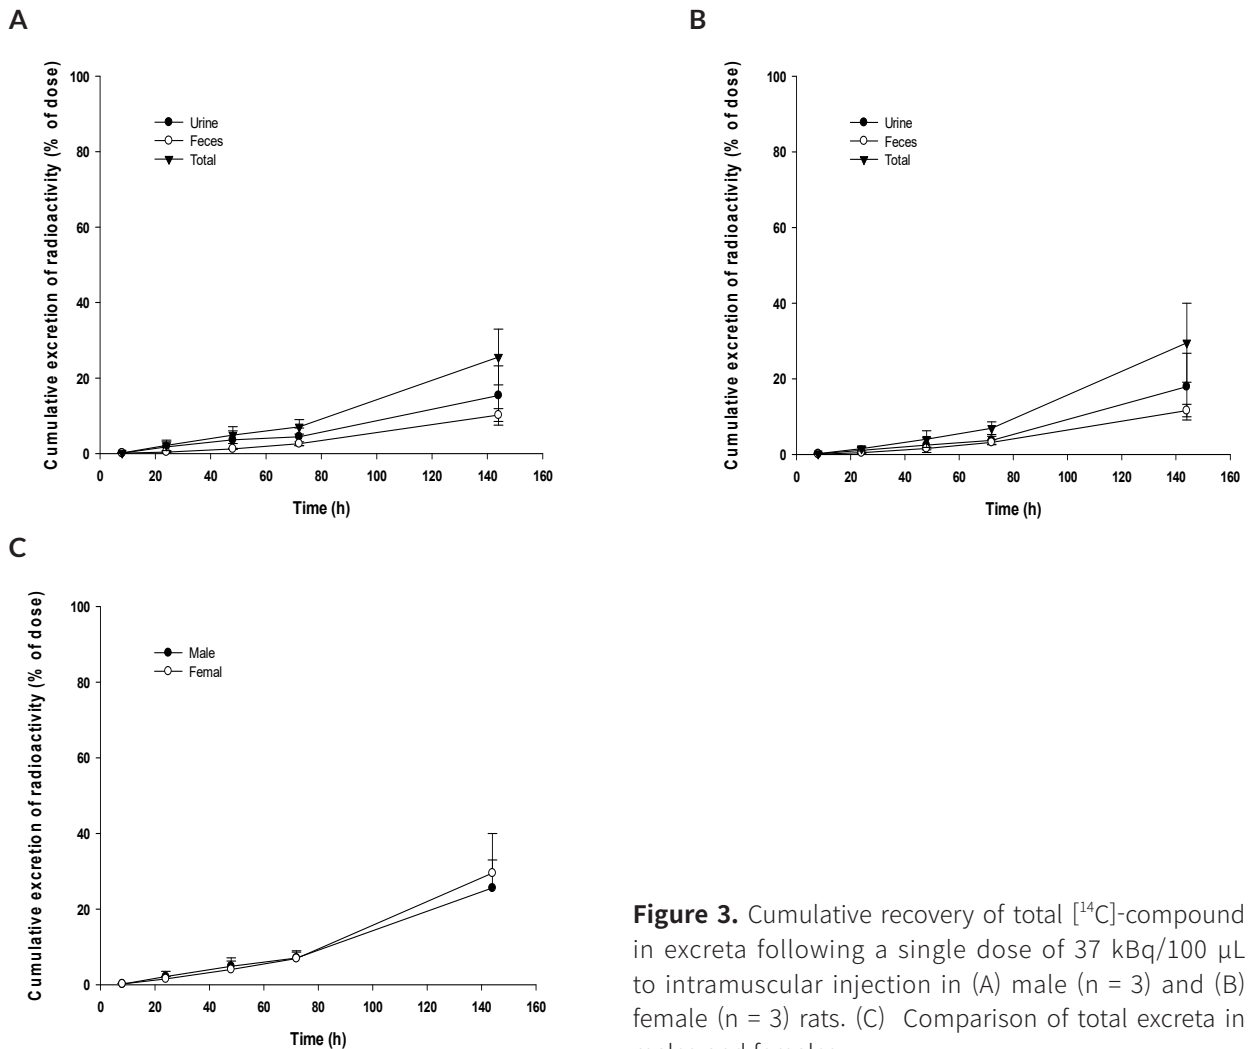 A
Cumulative excretion of radioactivity (% of dose)
100
80
60
40
20
0
Urine
Feces
Total
0 20 40 60 80 100 120 140 160
Time (h)
B
Cumulative excretion of radioactivity (% of dose)
100
80
60
40
20
0
Urine
Feces
Total
0 20 40 60 80 100 120 140 160
Time (h)
C
Cumulative excretion of radioactivity (% of dose)
100
80
60
40
20
0
Male
Femal
0 20 40 60 80 100 120 140 160
Time (h)
Figure 3. Cumulative recovery of total [¹⁴C]-compound
in excreta following a single dose of 37 kBq/100 μL
to intramuscular injection in (A) male (n = 3) and (B)
female (n = 3) rats. (C) Comparison of total excreta in